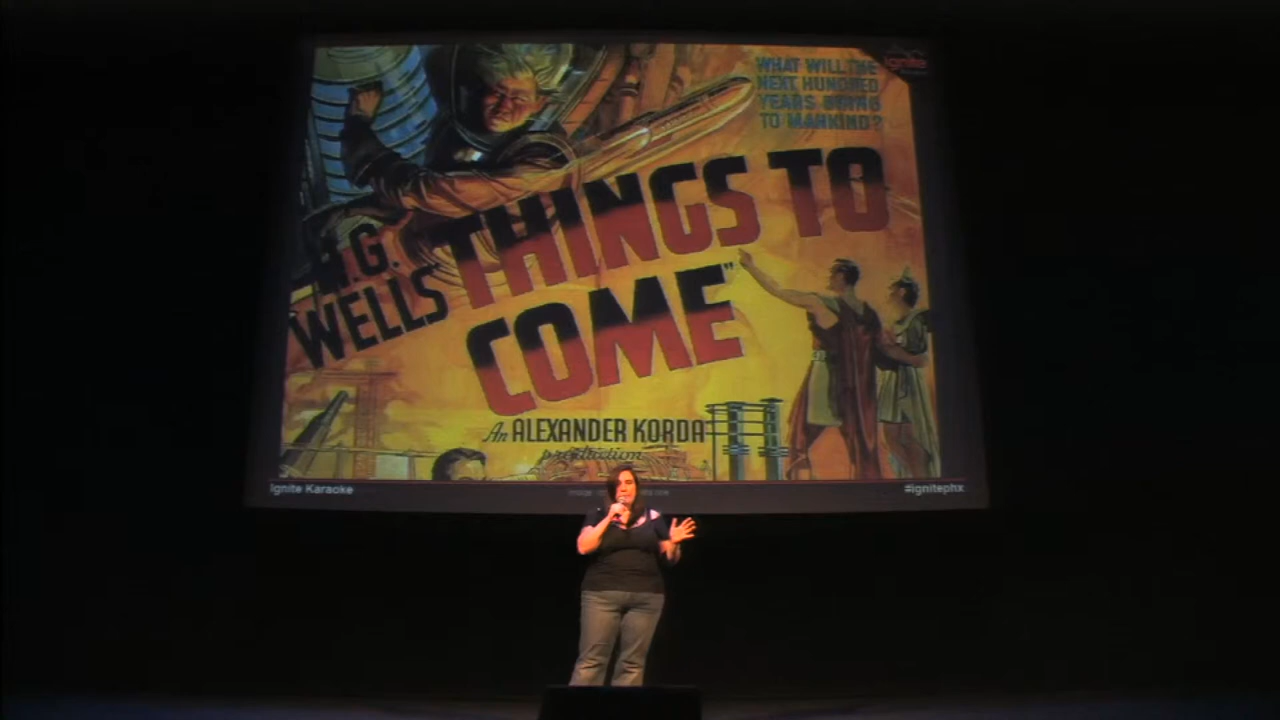 ignite
WHAT WILL THE
NEXT HUNDRED
YEARS BRING
TO MANKIND?
H.G.
WELLS
THINGS TO
COME"
An ALEXANDER KORDA
production
Ignite Karaoke
#ignitephx